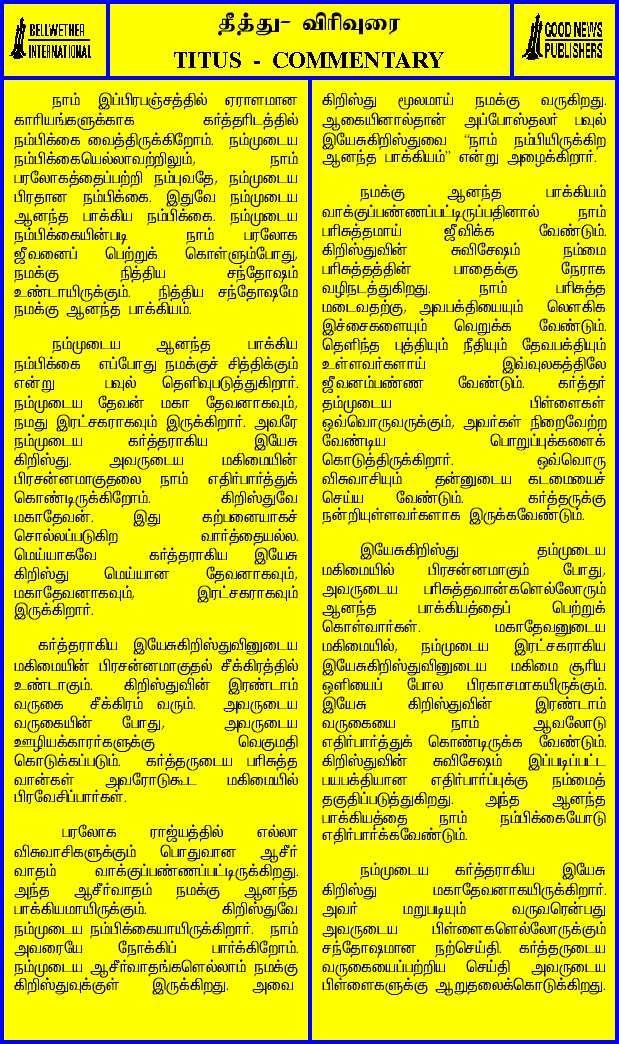 BELLWETHER
INTERNATIONAL
தீத்து- விரிவுரை
TITUS - COMMENTARY
GOOD NEWS
PUBLISHERS
நாம் இப்பிரபஞ்சத்தில் ஏராளமான
காரியங்களுக்காக கர்த்தரிடத்தில்
நம்பிக்கை வைத்திருக்கிறோம். நம்முடைய
நம்பிக்கையெல்லாவற்றிலும், நாம்
பரலோகத்தைப்பற்றி நம்புவதே, நம்முடைய
பிரதான நம்பிக்கை. இதுவே நம்முடைய
ஆனந்த பாக்கிய நம்பிக்கை. நம்முடைய
நம்பிக்கையின்படி நாம் பரலோக
ஜீவனைப் பெற்றுக் கொள்ளும்போது,
நமக்கு நித்திய சந்தோஷம்
உண்டாயிருக்கும். நித்திய சந்தோஷமே
நமக்கு ஆனந்த பாக்கியம்.
நம்முடைய ஆனந்த பாக்கிய
நம்பிக்கை எப்போது நமக்குச் சித்திக்கும்
என்று பவுல் தெளிவுபடுத்துகிறார்.
நம்முடைய தேவன் மகா தேவனாகவும்,
நமது இரட்சகராகவும் இருக்கிறார். அவரே
நம்முடைய கர்த்தராகிய இயேசு
கிறிஸ்து. அவருடைய மகிமையின்
பிரசன்னமாகுதலை நாம் எதிர்பார்த்துக்
கொண்டிருக்கிறோம். கிறிஸ்துவே
மகாதேவன். இது கற்பனையாகச்
சொல்லப்படுகிற வார்த்தையல்ல.
மெய்யாகவே கர்த்தராகிய இயேசு
கிறிஸ்து மெய்யான தேவனாகவும்,
மகாதேவனாகவும், இரட்சகராகவும்
இருக்கிறார்.
கர்த்தராகிய இயேசுகிறிஸ்துவினுடைய
மகிமையின் பிரசன்னமாகுதல் சீக்கிரத்தில்
உண்டாகும். கிறிஸ்துவின் இரண்டாம்
வருகை சீக்கிரம் வரும். அவருடைய
வருகையின் போது, அவருடைய
ஊழியக்காரர்களுக்கு வெகுமதி
கொடுக்கப்படும். கர்த்தருடைய பரிசுத்த
வான்கள் அவரோடுகூட மகிமையில்
பிரவேசிப்பார்கள்.
பரலோக ராஜ்யத்தில் எல்லா
விசுவாசிகளுக்கும் பொதுவான ஆசீர்
வாதம் வாக்குப்பண்ணப்பட்டிருக்கிறது.
அந்த ஆசீர்வாதம் நமக்கு ஆனந்த
பாக்கியமாயிருக்கும். கிறிஸ்துவே
நம்முடைய நம்பிக்கையாயிருக்கிறார். நாம்
அவரையே நோக்கிப் பார்க்கிறோம்.
நம்முடைய ஆசீர்வாதங்களெல்லாம் நமக்கு
கிறிஸ்துவுக்குள் இருக்கிறது. அவை
கிறிஸ்து மூலமாய் நமக்கு வருகிறது.
ஆகையினால்தான் அப்போஸ்தலர் பவுல்
இயேசுகிறிஸ்துவை “நாம் நம்பியிருக்கிற
ஆனந்த பாக்கியம்” என்று அழைக்கிறார்.
நமக்கு ஆனந்த பாக்கியம்
வாக்குப்பண்ணப்பட்டிருப்பதினால் நாம்
பரிசுத்தமாய் ஜீவிக்க வேண்டும்.
கிறிஸ்துவின் சுவிசேஷம் நம்மை
பரிசுத்தத்தின் பாதைக்கு நேராக
வழிநடத்துகிறது. நாம் பரிசுத்த
மடைவதற்கு, அவபக்தியையும் லௌகிக
இச்சைகளையும் வெறுக்க வேண்டும்.
தெளிந்த புத்தியும் நீதியும் தேவபக்தியும்
உள்ளவர்களாய் இவ்வுலகத்திலே
ஜீவனம்பண்ண வேண்டும். கர்த்தர்
தம்முடைய பிள்ளைகள்
ஒவ்வொருவருக்கும், அவர்கள் நிறைவேற்ற
வேண்டிய பொறுப்புக்களைக்
கொடுத்திருக்கிறார். ஒவ்வொரு
விசுவாசியும் தன்னுடைய கடமையைச்
செய்ய வேண்டும். கர்த்தருக்கு
நன்றியுள்ளவர்களாக இருக்கவேண்டும்.
இயேசுகிறிஸ்து தம்முடைய
மகிமையில் பிரசன்னமாகும் போது,
அவருடைய பரிசுத்தவான்களெல்லோரும்
ஆனந்த பாக்கியத்தைப் பெற்றுக்
கொள்வார்கள். மகாதேவனுடைய
மகிமையில், நம்முடைய இரட்சகராகிய
இயேசுகிறிஸ்துவினுடைய மகிமை சூரிய
ஒளியைப் போல பிரகாசமாகயிருக்கும்.
இயேசு கிறிஸ்துவின் இரண்டாம்
வருகையை நாம் ஆவலோடு
எதிர்பார்த்துக் கொண்டிருக்க வேண்டும்.
கிறிஸ்துவின் சுவிசேஷம் இப்படிப்பட்ட
பயபக்தியான எதிர்பார்ப்புக்கு நம்மைத்
தகுதிப்படுத்துகிறது. அந்த ஆனந்த
பாக்கியத்தை நாம் நம்பிக்கையோடு
எதிர்பார்க்கவேண்டும்.
நம்முடைய கர்த்தராகிய இயேசு
கிறிஸ்து மகாதேவனாகயிருக்கிறார்.
அவர் மறுபடியும் வருவரென்பது
அவருடைய பிள்ளைகளெல்லோருக்கும்
சந்தோஷமான நற்செய்தி. கர்த்தருடைய
வருகையைப்பற்றிய செய்தி அவருடைய
பிள்ளைகளுக்கு ஆறுதலைக்கொடுக்கிறது.